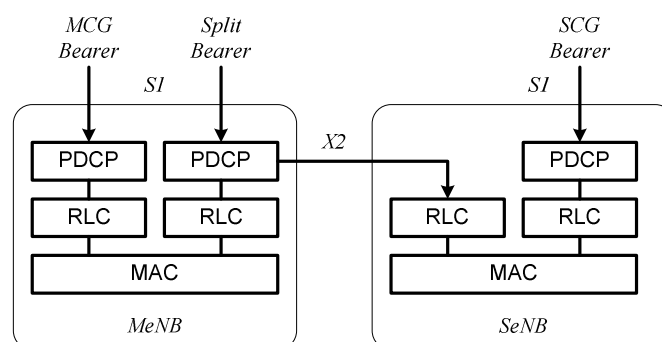 MCG
Bearer
Split
Bearer
SCG
Bearer
S1
S1
X2
PDCP
PDCP
PDCP
RLC
RLC
RLC
RLC
MAC
MAC
MeNB
SeNB